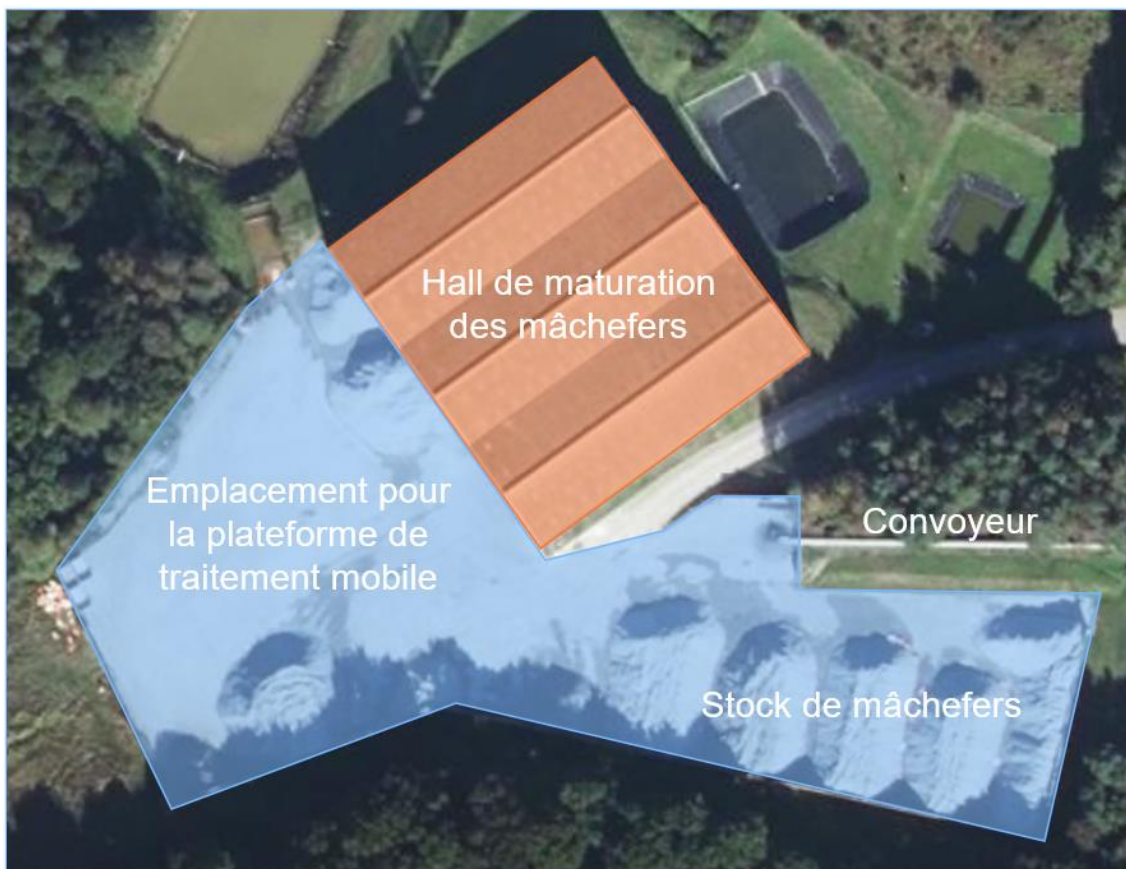 Hall de maturation
des mâchefers
Emplacement pour
la plateforme de
traitement mobile
Convoyeur
Stock de mâchefers